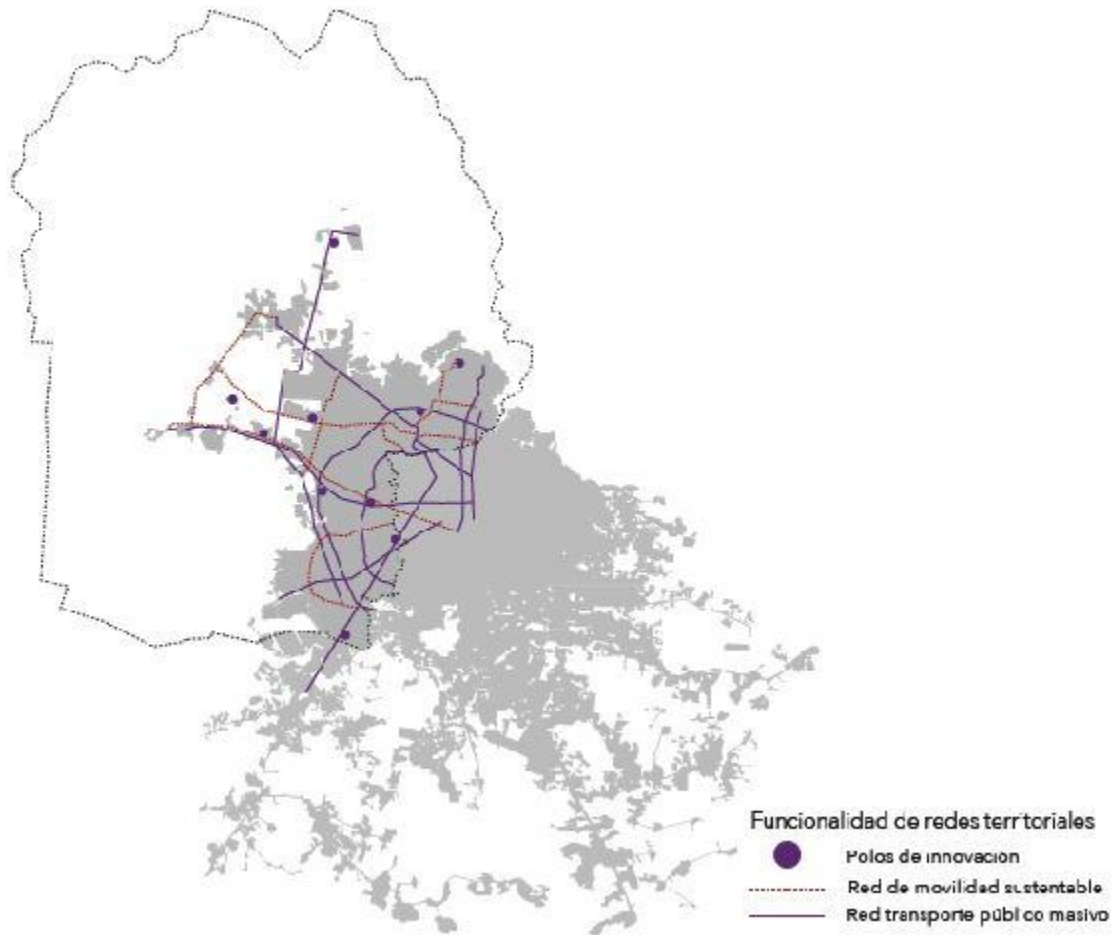 Funcionalidad de redes territoriales
Polos de innovación
Red de movilidad sustentable
Red transporte público masivo